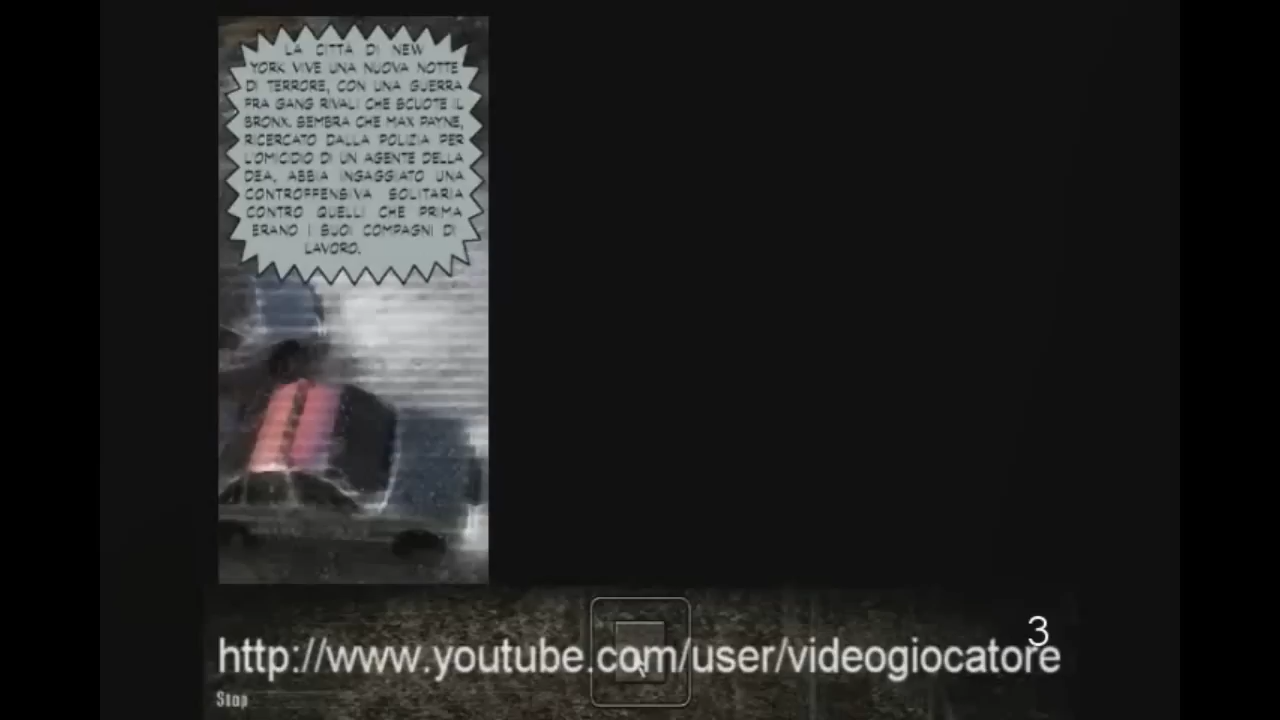 LA CITTA DI NEW
YORK VIVE UNA NUOVA NOTTE
DI TERRORE, CON UNA GUERRA
FRA GANG RIVALI CHE SCUOTE IL
BRONX. SEMBRA CHE MAX PAYNE,
RICERCATO DALLA POLIZIA PER
L'OMICIDIO DI UN AGENTE DELLA
DEA, ABBIA INGAGGIATO UNA
CONTROFFENSIVA SOLITARIA
CONTRO QUELLI CHE PRIMA
ERANO I SUOI COMPAGNI DI
LAVORO.
3
http://www.youtube.com/user/videogiocatore
Stop